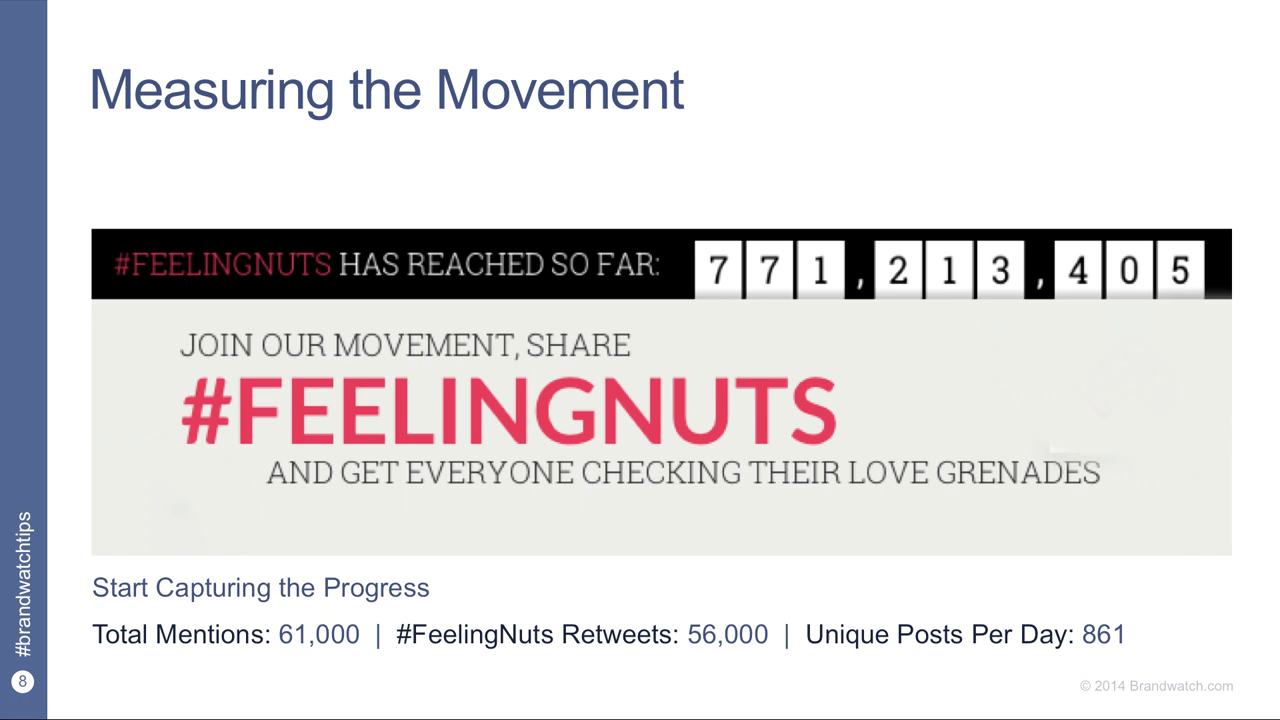 Measuring the Movement
#FEELINGNUTS HAS REACHED SO FAR: 771,213,405
JOIN OUR MOVEMENT, SHARE
#FEELINGNUTS
AND GET EVERYONE CHECKING THEIR LOVE GRENADES
Start Capturing the Progress
Total Mentions: 61,000 | #FeelingNuts Retweets: 56,000 | Unique Posts Per Day: 861
#brandwatchtips
8
© 2014 Brandwatch.com